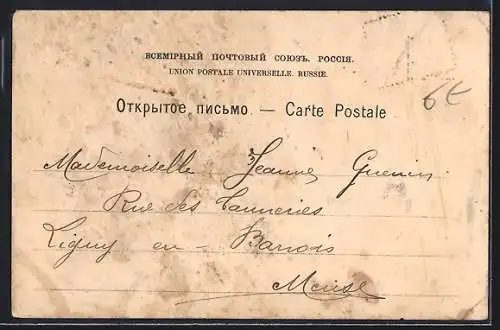 ВСЕМІРНЫЙ ПОЧТОВЫЙ СОЮЗЪ. РОССІЯ.
UNION POSTALE UNIVERSELLE. RUSSIE.
6€
Открытое письмо. — Carte Postale
Mademoiselle Jeanne Guenin
Rue des Tanneries
Ligny en - Barrois
Meuse